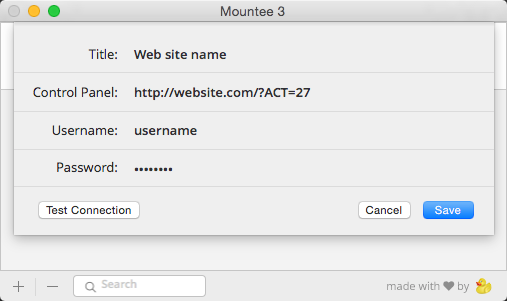 Mountee 3
Title: Web site name
Control Panel: http://website.com/?ACT=27
Username: username
Password: ••••••••
Test Connection Cancel Save
+ − Search made with ♥ by